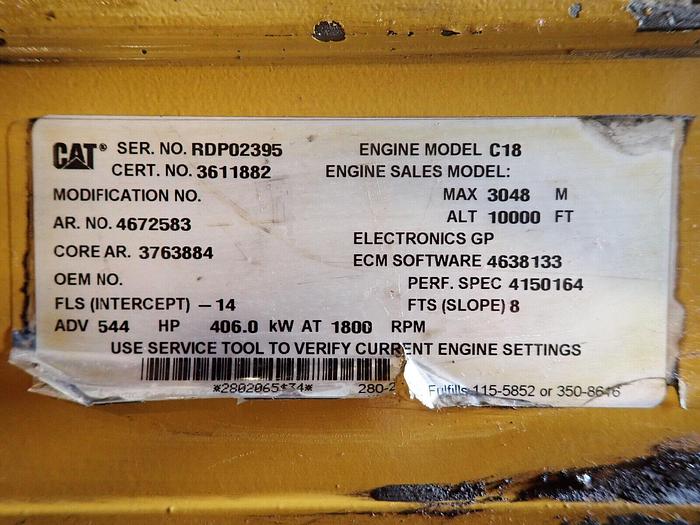 CAT® SER. NO. RDP02395 ENGINE MODEL C18
CERT. NO. 3611882 ENGINE SALES MODEL:
MODIFICATION NO. MAX 3048 M
AR. NO. 4672583 ALT 10000 FT
ELECTRONICS GP
CORE AR. 3763884 ECM SOFTWARE 4638133
OEM NO. PERF. SPEC 4150164
FLS (INTERCEPT) -14 FTS (SLOPE) 8
ADV 544 HP 406.0 kW AT 1800 RPM
USE SERVICE TOOL TO VERIFY CURRENT ENGINE SETTINGS
*2802065*34* 280-2 Fulfills 115-5852 or 350-8646